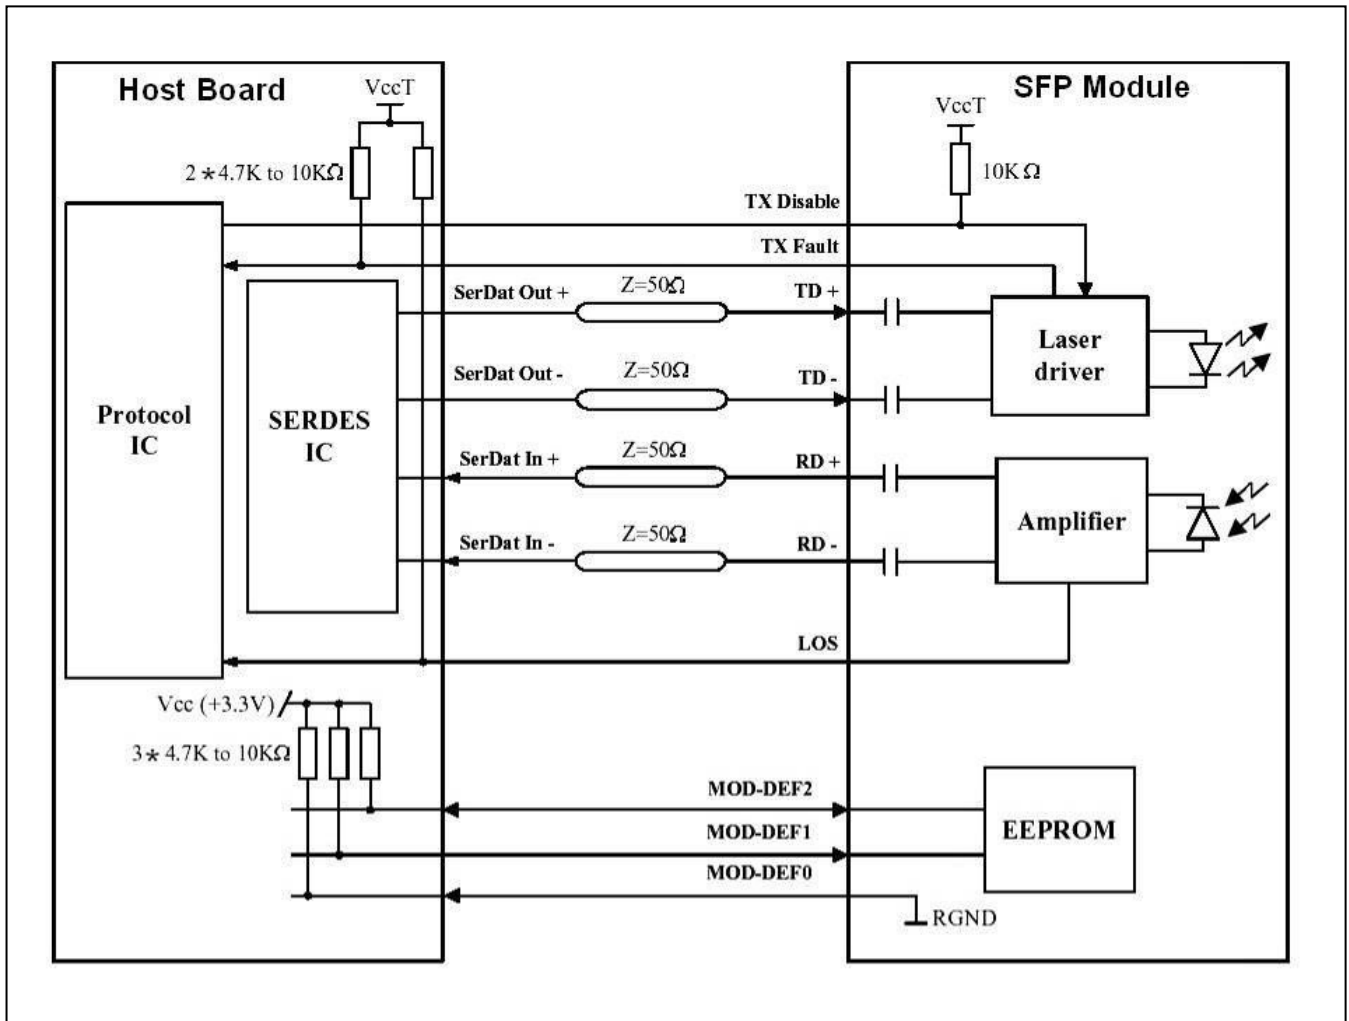 Host Board
SFP Module
VccT
VccT
2*4.7K to 10KΩ
10KΩ
TX Disable
TX Fault
SerDat Out +
Z=50Ω
TD +
SerDat Out -
Z=50Ω
TD -
Laser
driver
Protocol
IC
SERDES
IC
SerDat In +
Z=50Ω
RD +
Amplifier
SerDat In -
Z=50Ω
RD -
LOS
Vcc (+3.3V)
3* 4.7K to 10KΩ
MOD-DEF2
MOD-DEF1
MOD-DEF0
EEPROM
RGND